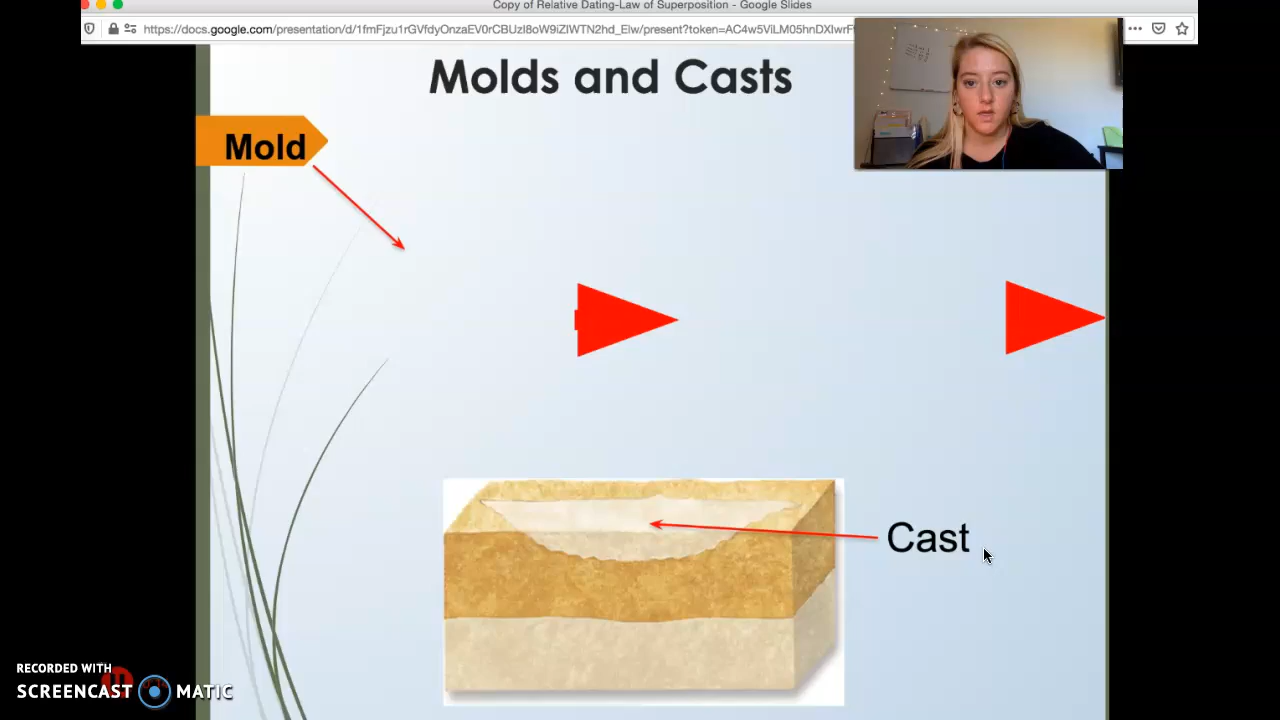 Copy of Relative Dating-Law of Superposition - Google Slides
https://docs.google.com/presentation/d/1fmFjzu1rGVfdyOnzaEV0rCBUzI8oW9iZIWTN2hd_Elw/present?token=AC4w5ViLM05hnDXIwrF
Molds and Casts
Mold
Cast
RECORDED WITH
SCREENCAST MATIC